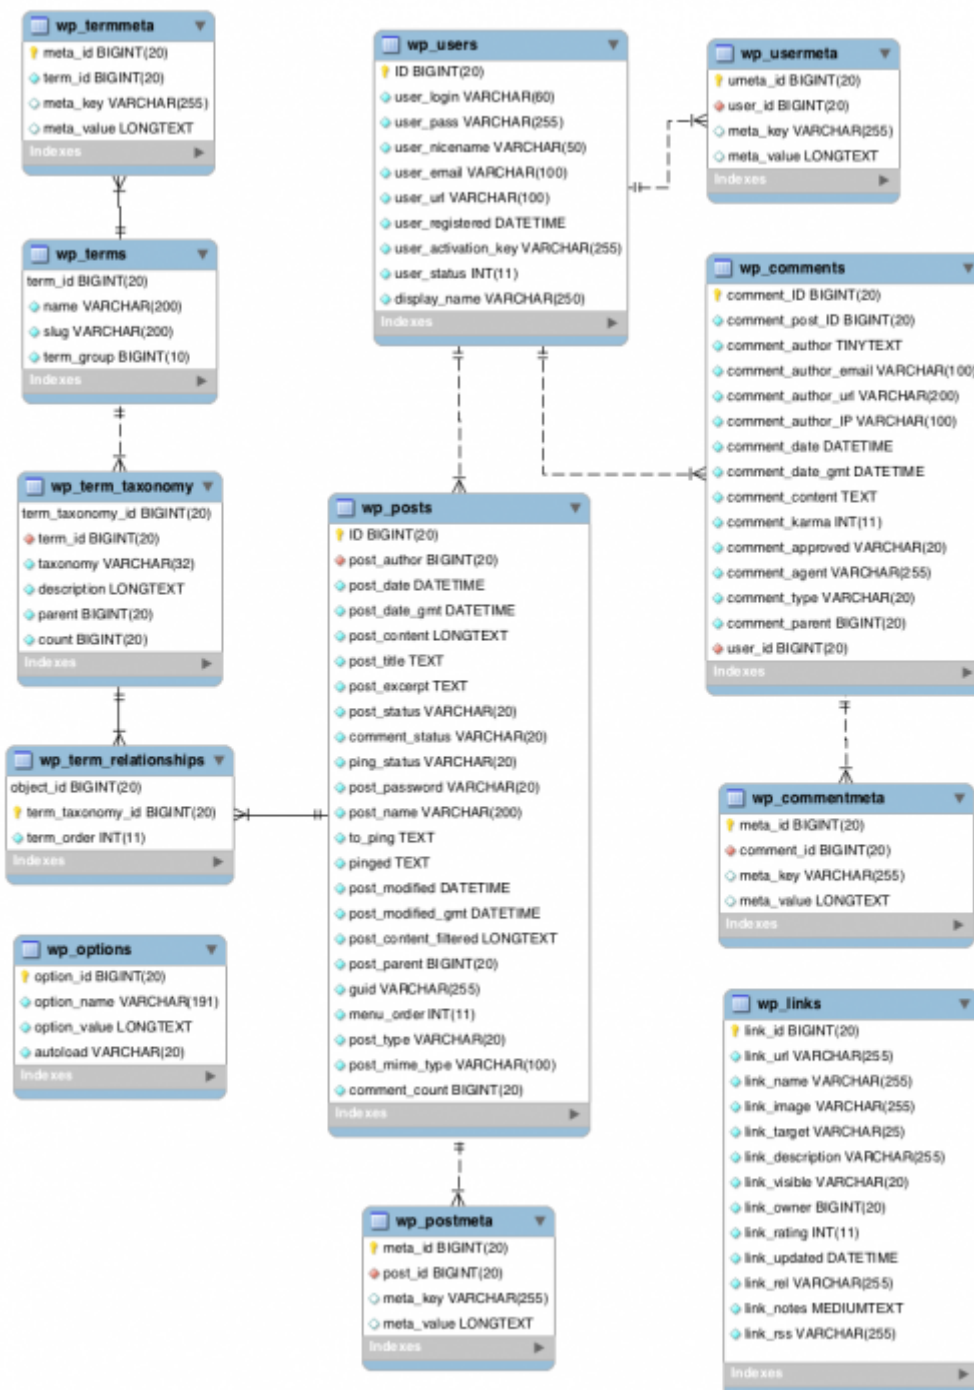 wp_termmeta
meta_id BIGINT(20)
term_id BIGINT(20)
meta_key VARCHAR(255)
meta_value LONGTEXT
Indexes
wp_terms
term_id BIGINT(20)
name VARCHAR(200)
slug VARCHAR(200)
term_group BIGINT(10)
Indexes
wp_term_taxonomy
term_taxonomy_id BIGINT(20)
term_id BIGINT(20)
taxonomy VARCHAR(32)
description LONGTEXT
parent BIGINT(20)
count BIGINT(20)
Indexes
wp_term_relationships
object_id BIGINT(20)
term_taxonomy_id BIGINT(20)
term_order INT(11)
Indexes
wp_options
option_id BIGINT(20)
option_name VARCHAR(191)
option_value LONGTEXT
autoload VARCHAR(20)
Indexes
wp_users
ID BIGINT(20)
user_login VARCHAR(60)
user_pass VARCHAR(255)
user_nicename VARCHAR(50)
user_email VARCHAR(100)
user_url VARCHAR(100)
user_registered DATETIME
user_activation_key VARCHAR(255)
user_status INT(11)
display_name VARCHAR(250)
Indexes
wp_posts
ID BIGINT(20)
post_author BIGINT(20)
post_date DATETIME
post_date_gmt DATETIME
post_content LONGTEXT
post_title TEXT
post_excerpt TEXT
post_status VARCHAR(20)
comment_status VARCHAR(20)
ping_status VARCHAR(20)
post_password VARCHAR(20)
post_name VARCHAR(200)
to_ping TEXT
pinged TEXT
post_modified DATETIME
post_modified_gmt DATETIME
post_content_filtered LONGTEXT
post_parent BIGINT(20)
guid VARCHAR(255)
menu_order INT(11)
post_type VARCHAR(20)
post_mime_type VARCHAR(100)
comment_count BIGINT(20)
Indexes
wp_postmeta
meta_id BIGINT(20)
post_id BIGINT(20)
meta_key VARCHAR(255)
meta_value LONGTEXT
Indexes
wp_usermeta
umeta_id BIGINT(20)
user_id BIGINT(20)
meta_key VARCHAR(255)
meta_value LONGTEXT
Indexes
wp_comments
comment_ID BIGINT(20)
comment_post_ID BIGINT(20)
comment_author TINYTEXT
comment_author_email VARCHAR(100)
comment_author_url VARCHAR(200)
comment_author_IP VARCHAR(100)
comment_date DATETIME
comment_date_gmt DATETIME
comment_content TEXT
comment_karma INT(11)
comment_approved VARCHAR(20)
comment_agent VARCHAR(255)
comment_type VARCHAR(20)
comment_parent BIGINT(20)
user_id BIGINT(20)
Indexes
wp_commentmeta
meta_id BIGINT(20)
comment_id BIGINT(20)
meta_key VARCHAR(255)
meta_value LONGTEXT
Indexes
wp_links
link_id BIGINT(20)
link_url VARCHAR(255)
link_name VARCHAR(255)
link_image VARCHAR(255)
link_target VARCHAR(25)
link_description VARCHAR(255)
link_visible VARCHAR(20)
link_owner BIGINT(20)
link_rating INT(11)
link_updated DATETIME
link_rel VARCHAR(255)
link_notes MEDIUMTEXT
link_rss VARCHAR(255)
Indexes